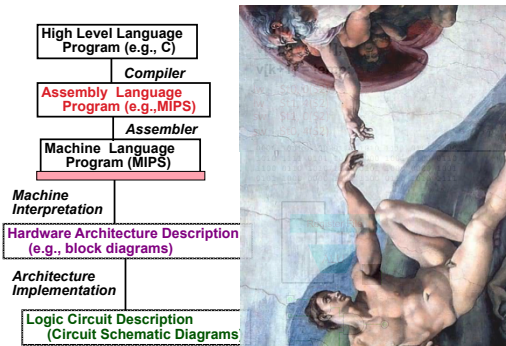 High Level Language
Program (e.g., C)
Compiler
Assembly Language
Program (e.g.,MIPS)
Assembler
Machine Language
Program (MIPS)
Machine
Interpretation
Hardware Architecture Description
(e.g., block diagrams)
Architecture
Implementation
Logic Circuit Description
(Circuit Schematic Diagrams